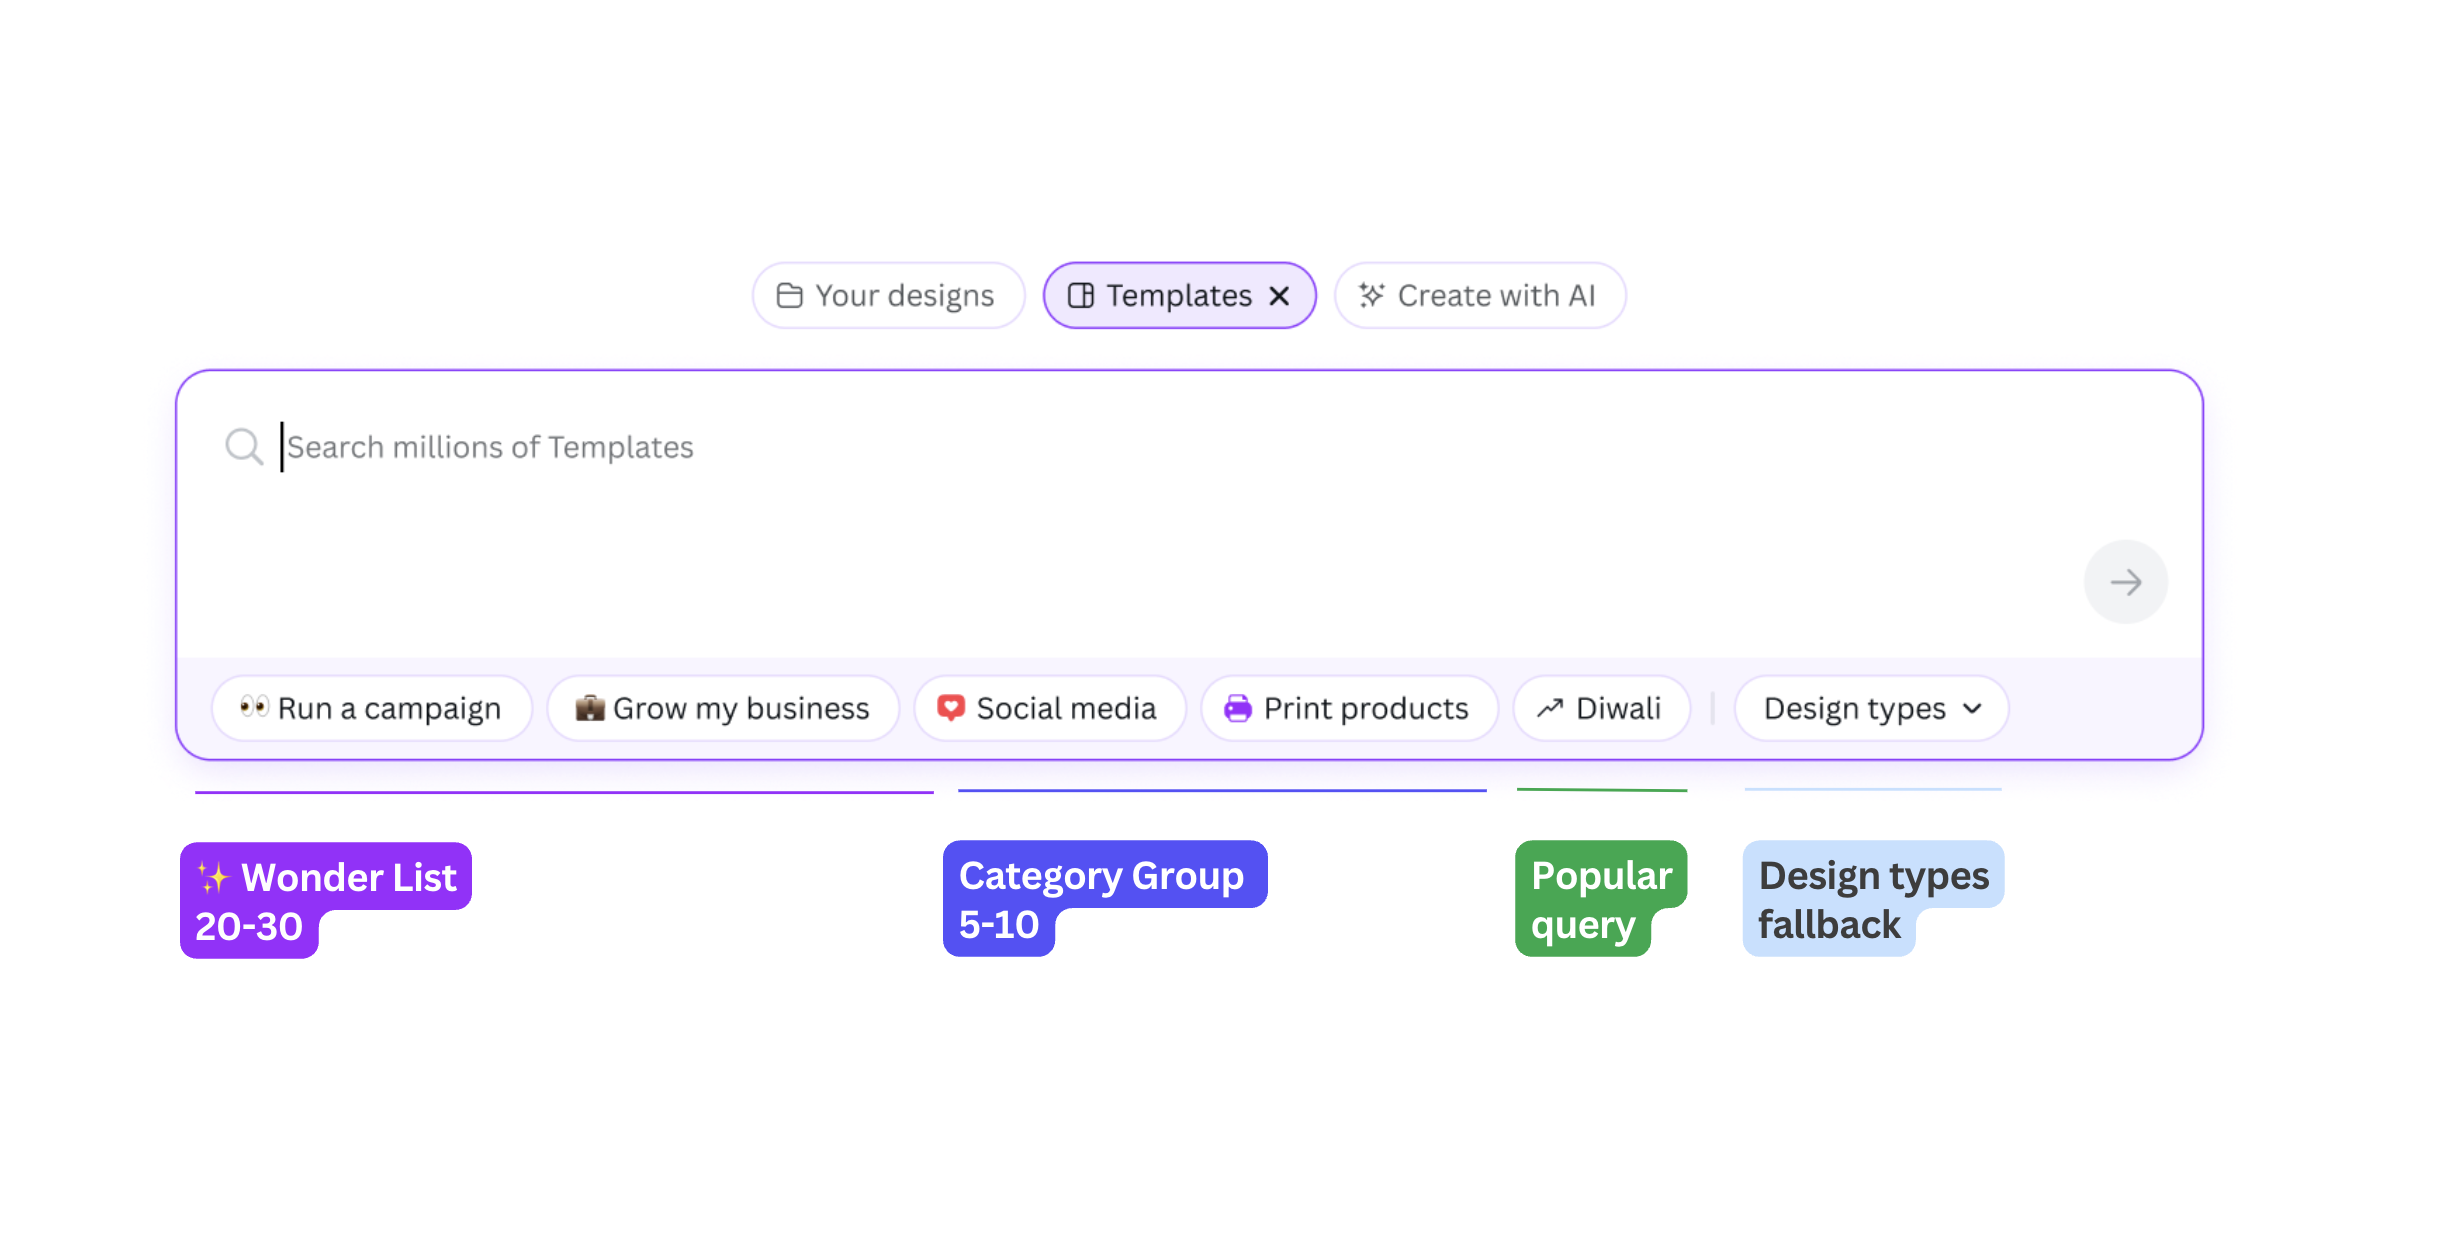 Your designs
Templates
Create with AI
Search millions of Templates
Run a campaign
Grow my business
Social media
Print products
Diwali
Design types
✨ Wonder List
20-30
Category Group
5-10
Popular
query
Design types
fallback